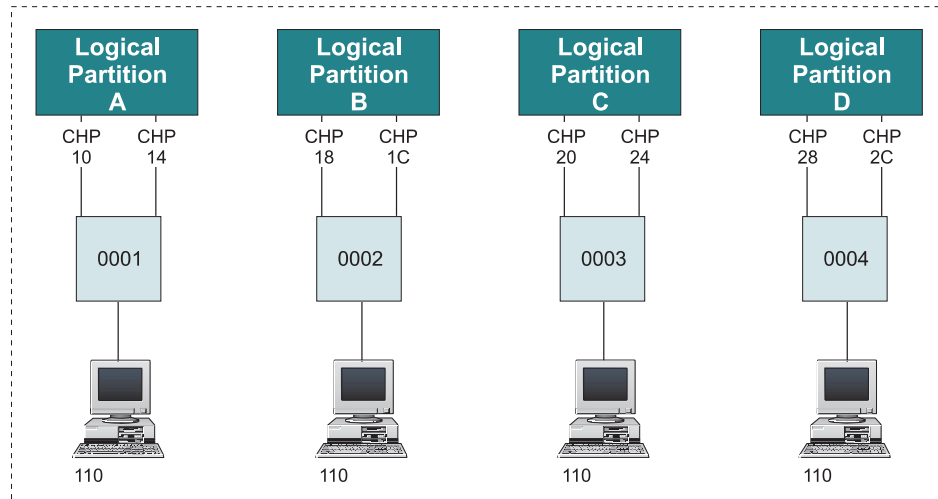 Logical
Partition
A
Logical
Partition
B
Logical
Partition
C
Logical
Partition
D
CHP
10
CHP
14
CHP
18
CHP
1C
CHP
20
CHP
24
CHP
28
CHP
2C
0001
0002
0003
0004
110
110
110
110